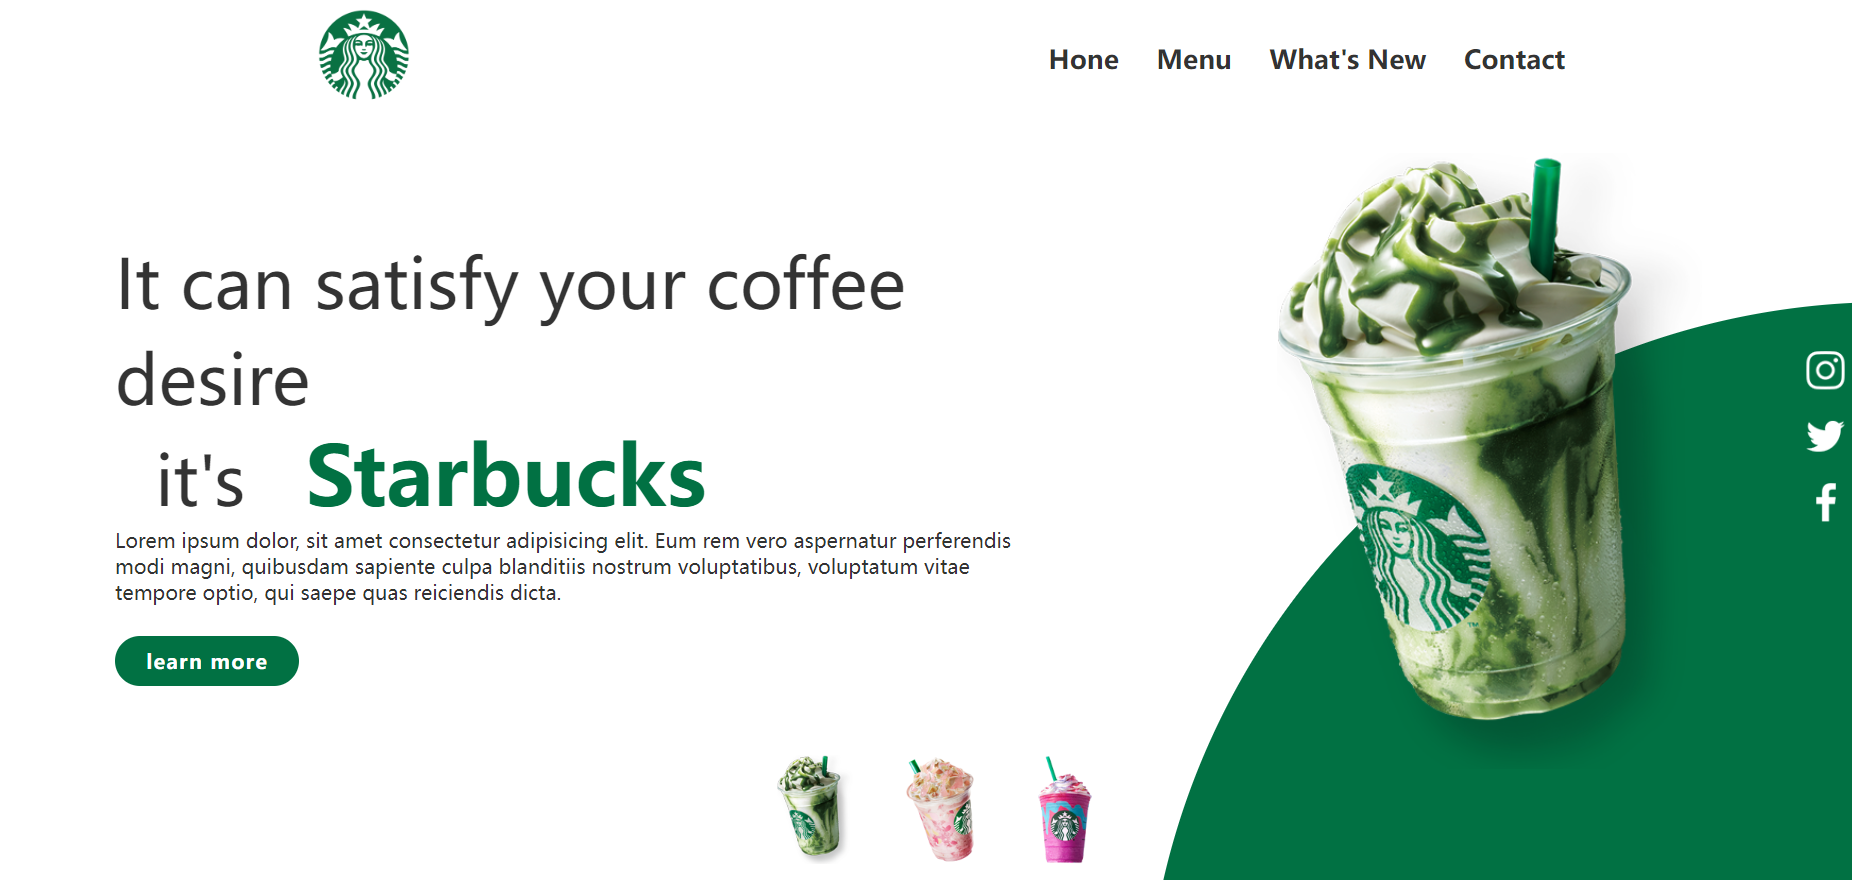 Hone Menu What's New Contact
It can satisfy your coffee
desire
it's Starbucks
Lorem ipsum dolor, sit amet consectetur adipisicing elit. Eum rem vero aspernatur perferendis
modi magni, quibusdam sapiente culpa blanditiis nostrum voluptatibus, voluptatum vitae
tempore optio, qui saepe quas reiciendis dicta.
learn more